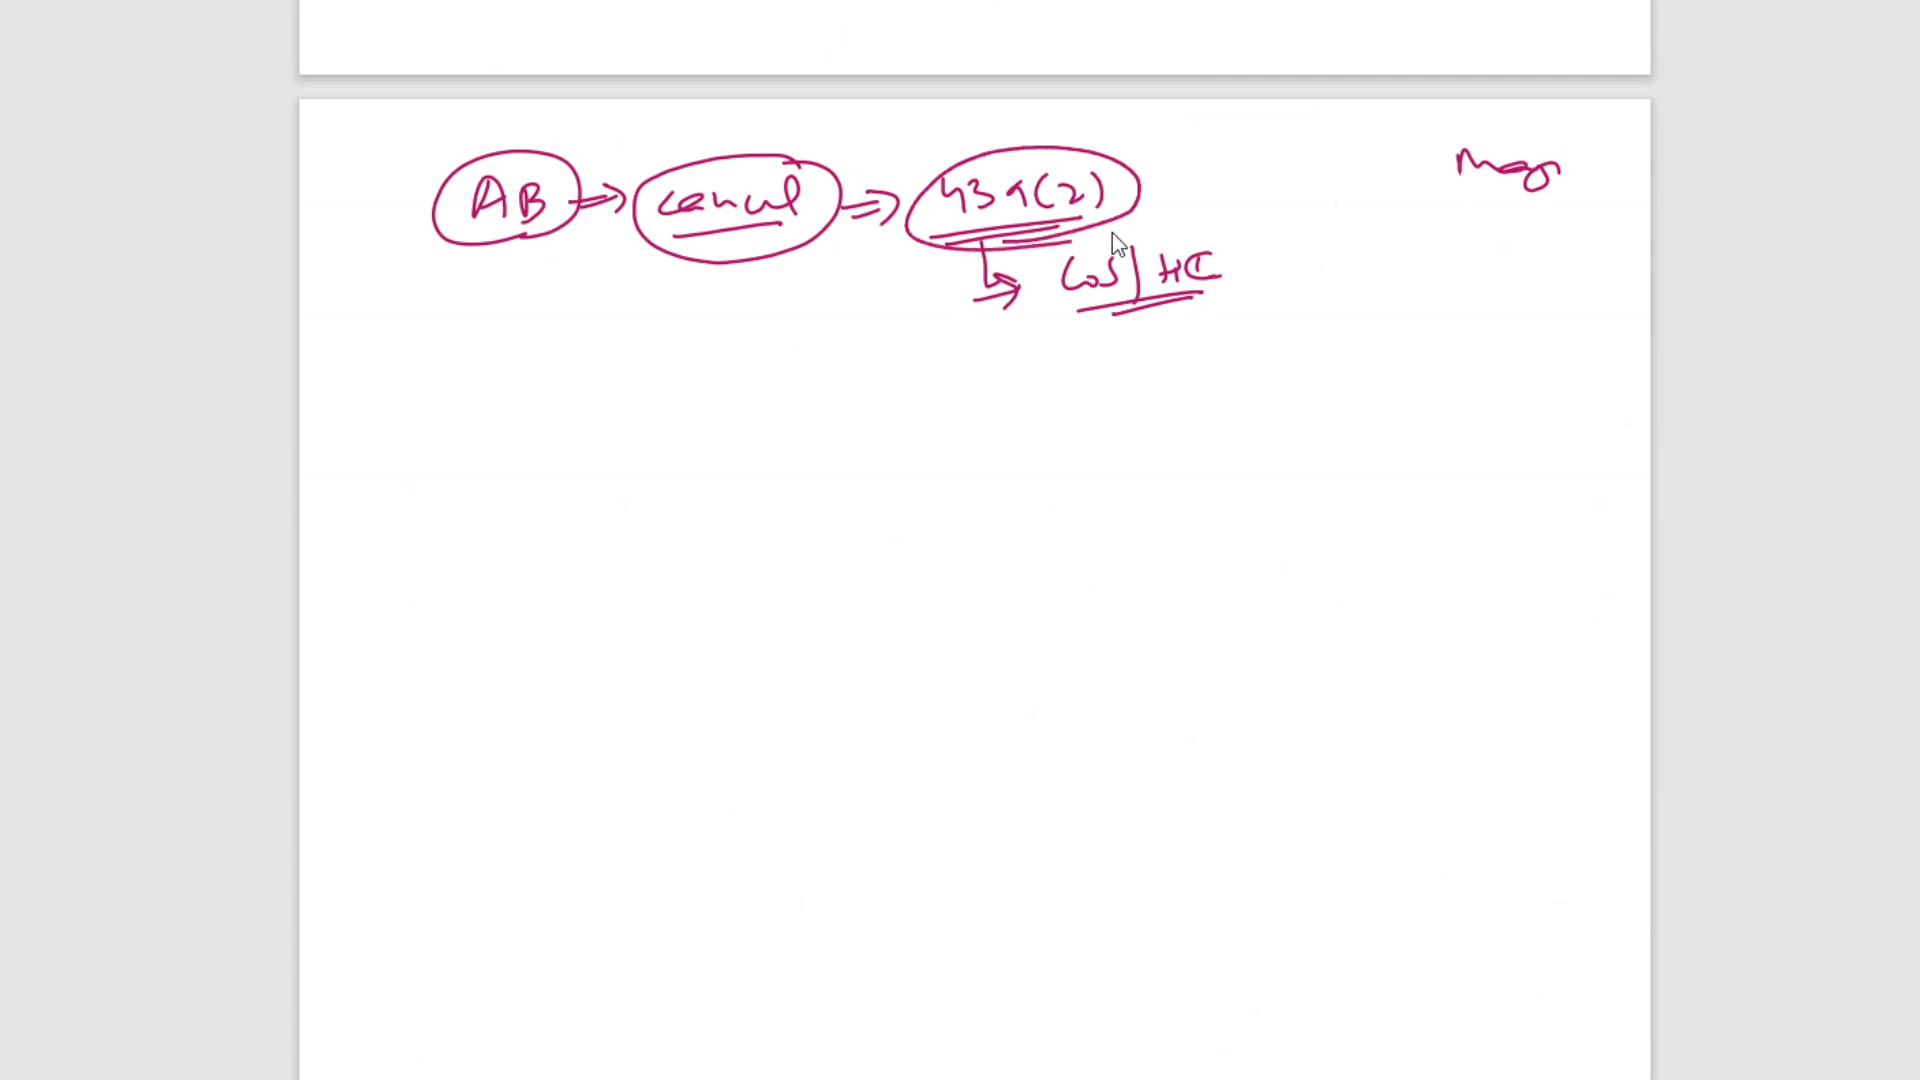 AB ⇒ cancel ⇒ 439(2) Mag
↳ CoS | HC